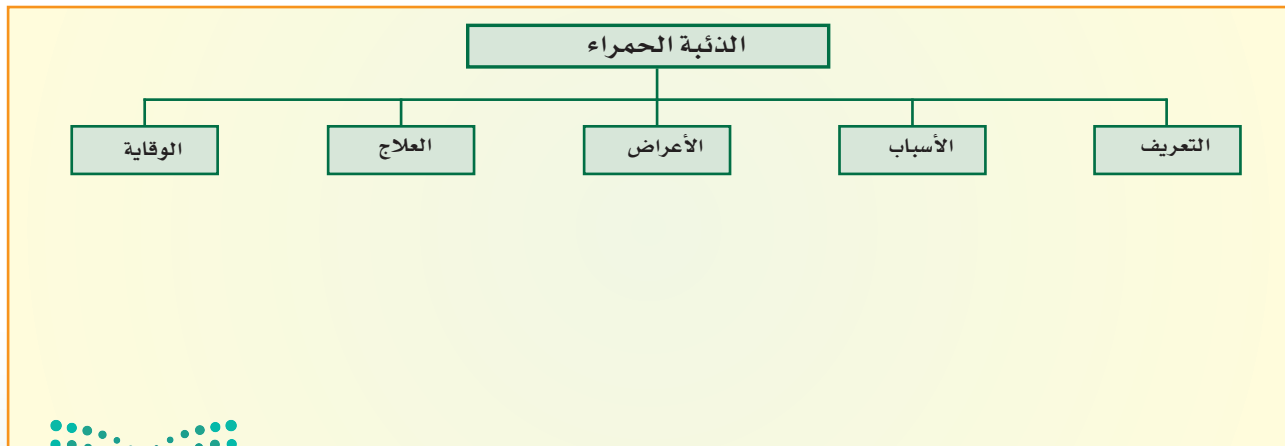 الذئبة الحمراء
التعريف
الأسباب
الأعراض
العلاج
الوقاية